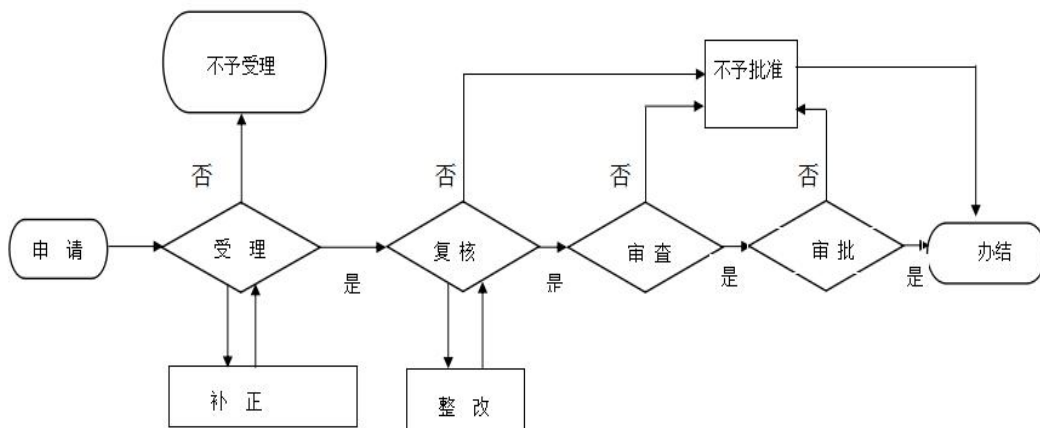 不予受理
不予批准
否
否
否
否
申 请
受 理
复 核
审 查
审 批
办结
是
是
是
是
补 正
整 改